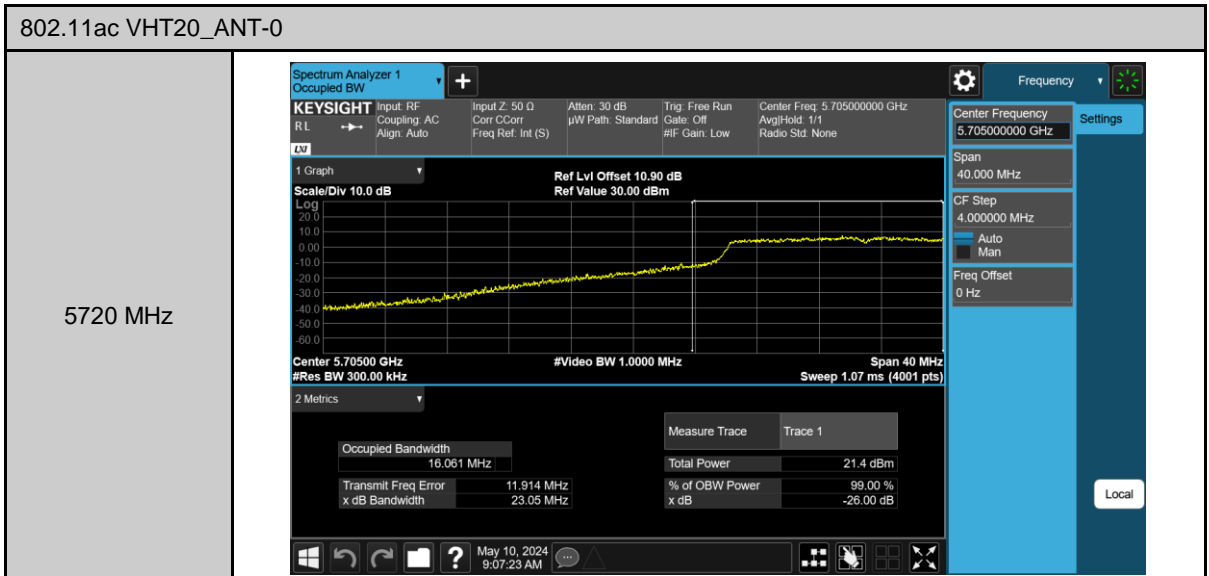 802.11ac VHT20_ANT-0
5720 MHz
Spectrum Analyzer 1
Occupied BW
Frequency
KEYSIGHT
R L
LXI
Input: RF
Coupling: AC
Align: Auto
Input Z: 50 Ω
Corr CCorr
Freq Ref: Int (S)
Atten: 30 dB
µW Path: Standard
Trig: Free Run
Gate: Off
#IF Gain: Low
Center Freq: 5.705000000 GHz
Avg|Hold: 1/1
Radio Std: None
Center Frequency
5.705000000 GHz
Settings
Span
40.000 MHz
CF Step
4.000000 MHz
Auto
Man
Freq Offset
0 Hz
Local
1 Graph
Scale/Div 10.0 dB
Ref Lvl Offset 10.90 dB
Ref Value 30.00 dBm
Log
20.0
10.0
0.00
-10.0
-20.0
-30.0
-40.0
-50.0
-60.0
Center 5.70500 GHz
#Video BW 1.0000 MHz
Span 40 MHz
#Res BW 300.00 kHz
Sweep 1.07 ms (4001 pts)
2 Metrics
Measure Trace Trace 1
Occupied Bandwidth
16.061 MHz
Total Power 21.4 dBm
Transmit Freq Error 11.914 MHz
% of OBW Power 99.00 %
x dB Bandwidth 23.05 MHz
x dB -26.00 dB
May 10, 2024
9:07:23 AM